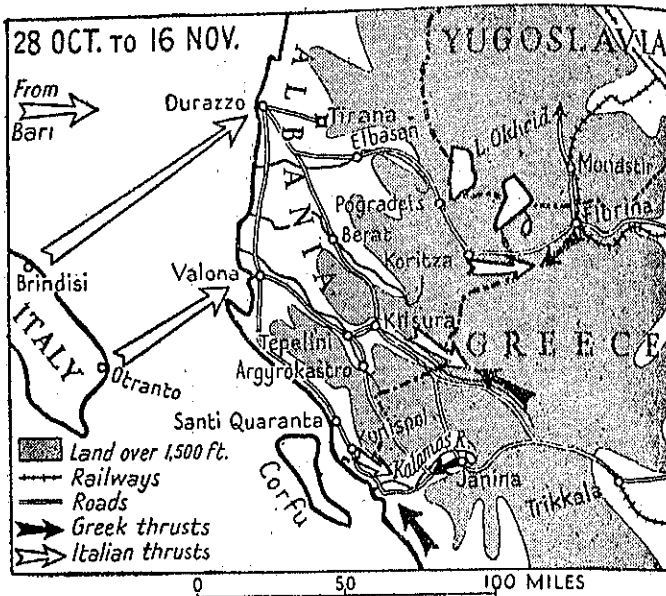 28 OCT. TO 16 NOV.
YUGOSLAVIA
From
Bari
Durazzo
Tirana
ALBANIA
Elbasan
L. Okhrid
Monastir
Pogradets
Florina
Berat
Koritza
Brindisi
Valona
ITALY
Klisura
GREECE
Tepelini
Otranto
Argyrokastro
Santi Quaranta
Konispol
Kalamas R.
Janina
Corfu
Trikkala
Land over 1,500 ft.
Railways
Roads
Greek thrusts
Italian thrusts
0 50 100 MILES